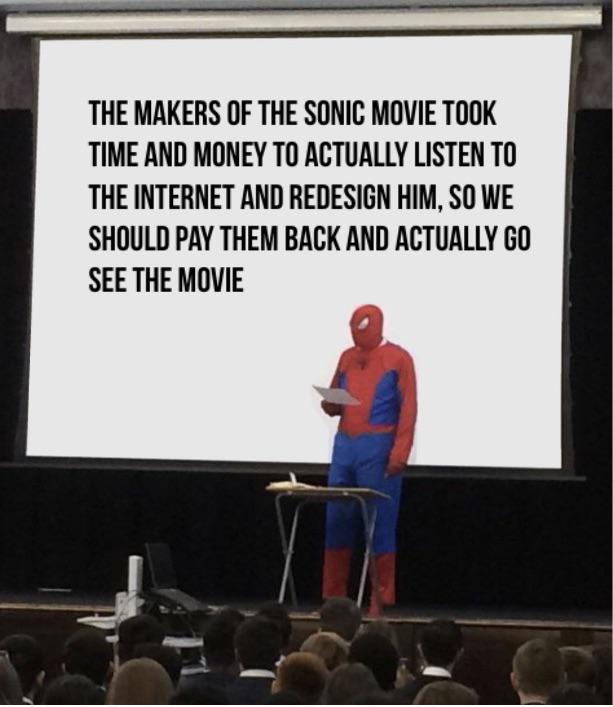 THE MAKERS OF THE SONIC MOVIE TOOK
TIME AND MONEY TO ACTUALLY LISTEN TO
THE INTERNET AND REDESIGN HIM, SO WE
SHOULD PAY THEM BACK AND ACTUALLY GO
SEE THE MOVIE